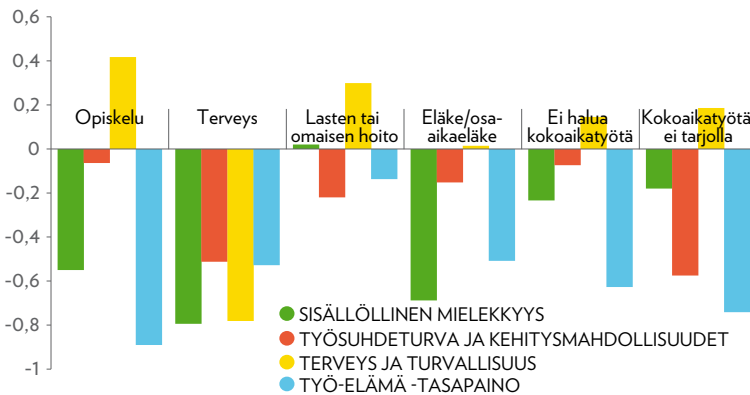 0,6
0,4
0,2
0
-0,2
-0,4
-0,6
-0,8
-1
Opiskelu
Terveys
Lasten tai
omaisen hoito
Eläke/osa-
aikaeläke
Ei halua
kokoaikatyötä
Kokoaikatyötä
ei tarjolla
SISÄLLÖLLINEN MIELEKKYYS
TYÖSUHDETURVA JA KEHITYSMAHDOLLISUUDET
TERVEYS JA TURVALLISUUS
TYÖ-ELÄMÄ -TASAPAINO